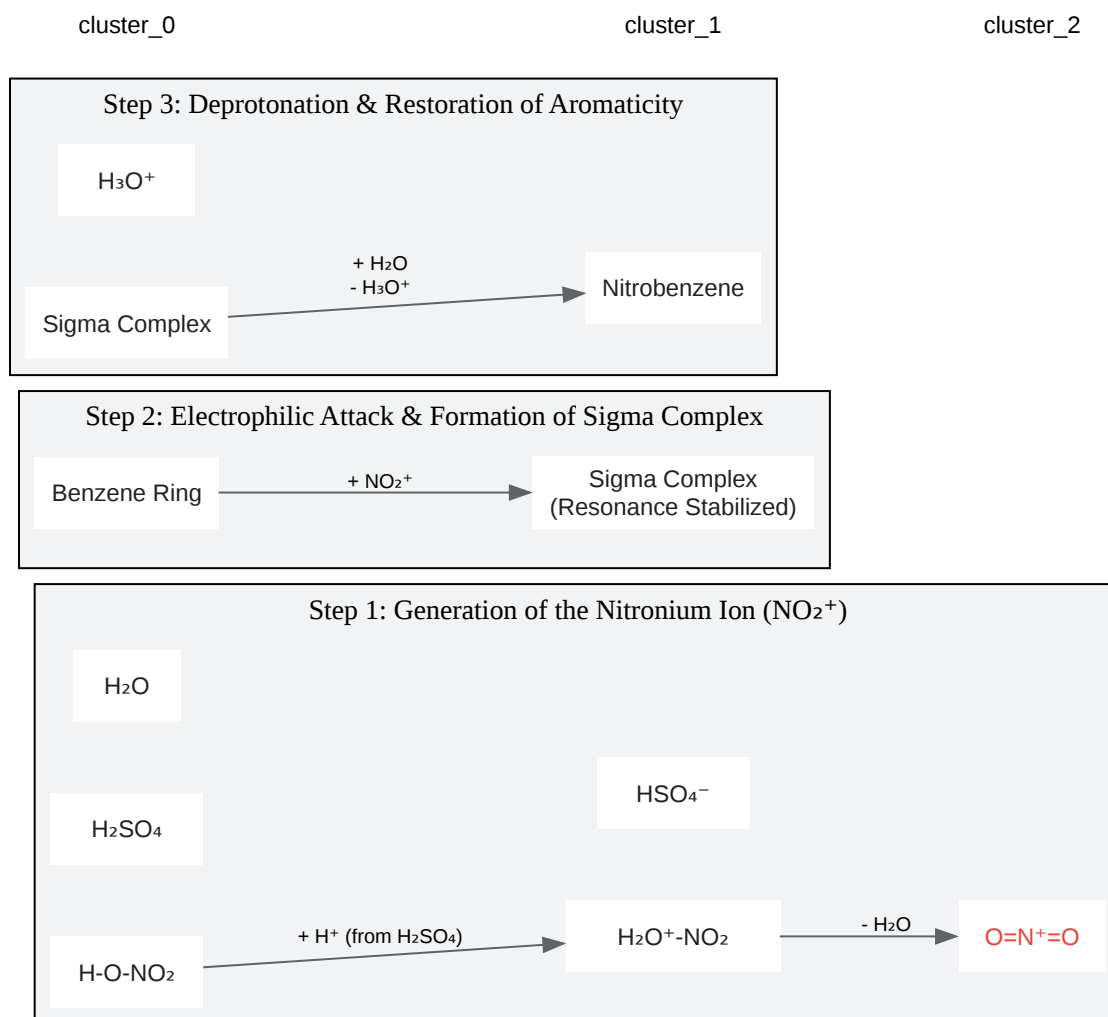 cluster_0
cluster_1
cluster_2
Step 3: Deprotonation & Restoration of Aromaticity
H₃O⁺
+ H₂O
- H₃O⁺
Nitrobenzene
Sigma Complex
Step 2: Electrophilic Attack & Formation of Sigma Complex
Benzene Ring
+ NO₂⁺
Sigma Complex
(Resonance Stabilized)
Step 1: Generation of the Nitronium Ion (NO₂⁺)
H₂O
HSO₄⁻
H₂SO₄
+ H⁺ (from H₂SO₄)
H₂O⁺-NO₂
- H₂O
O=N⁺=O
H-O-NO₂